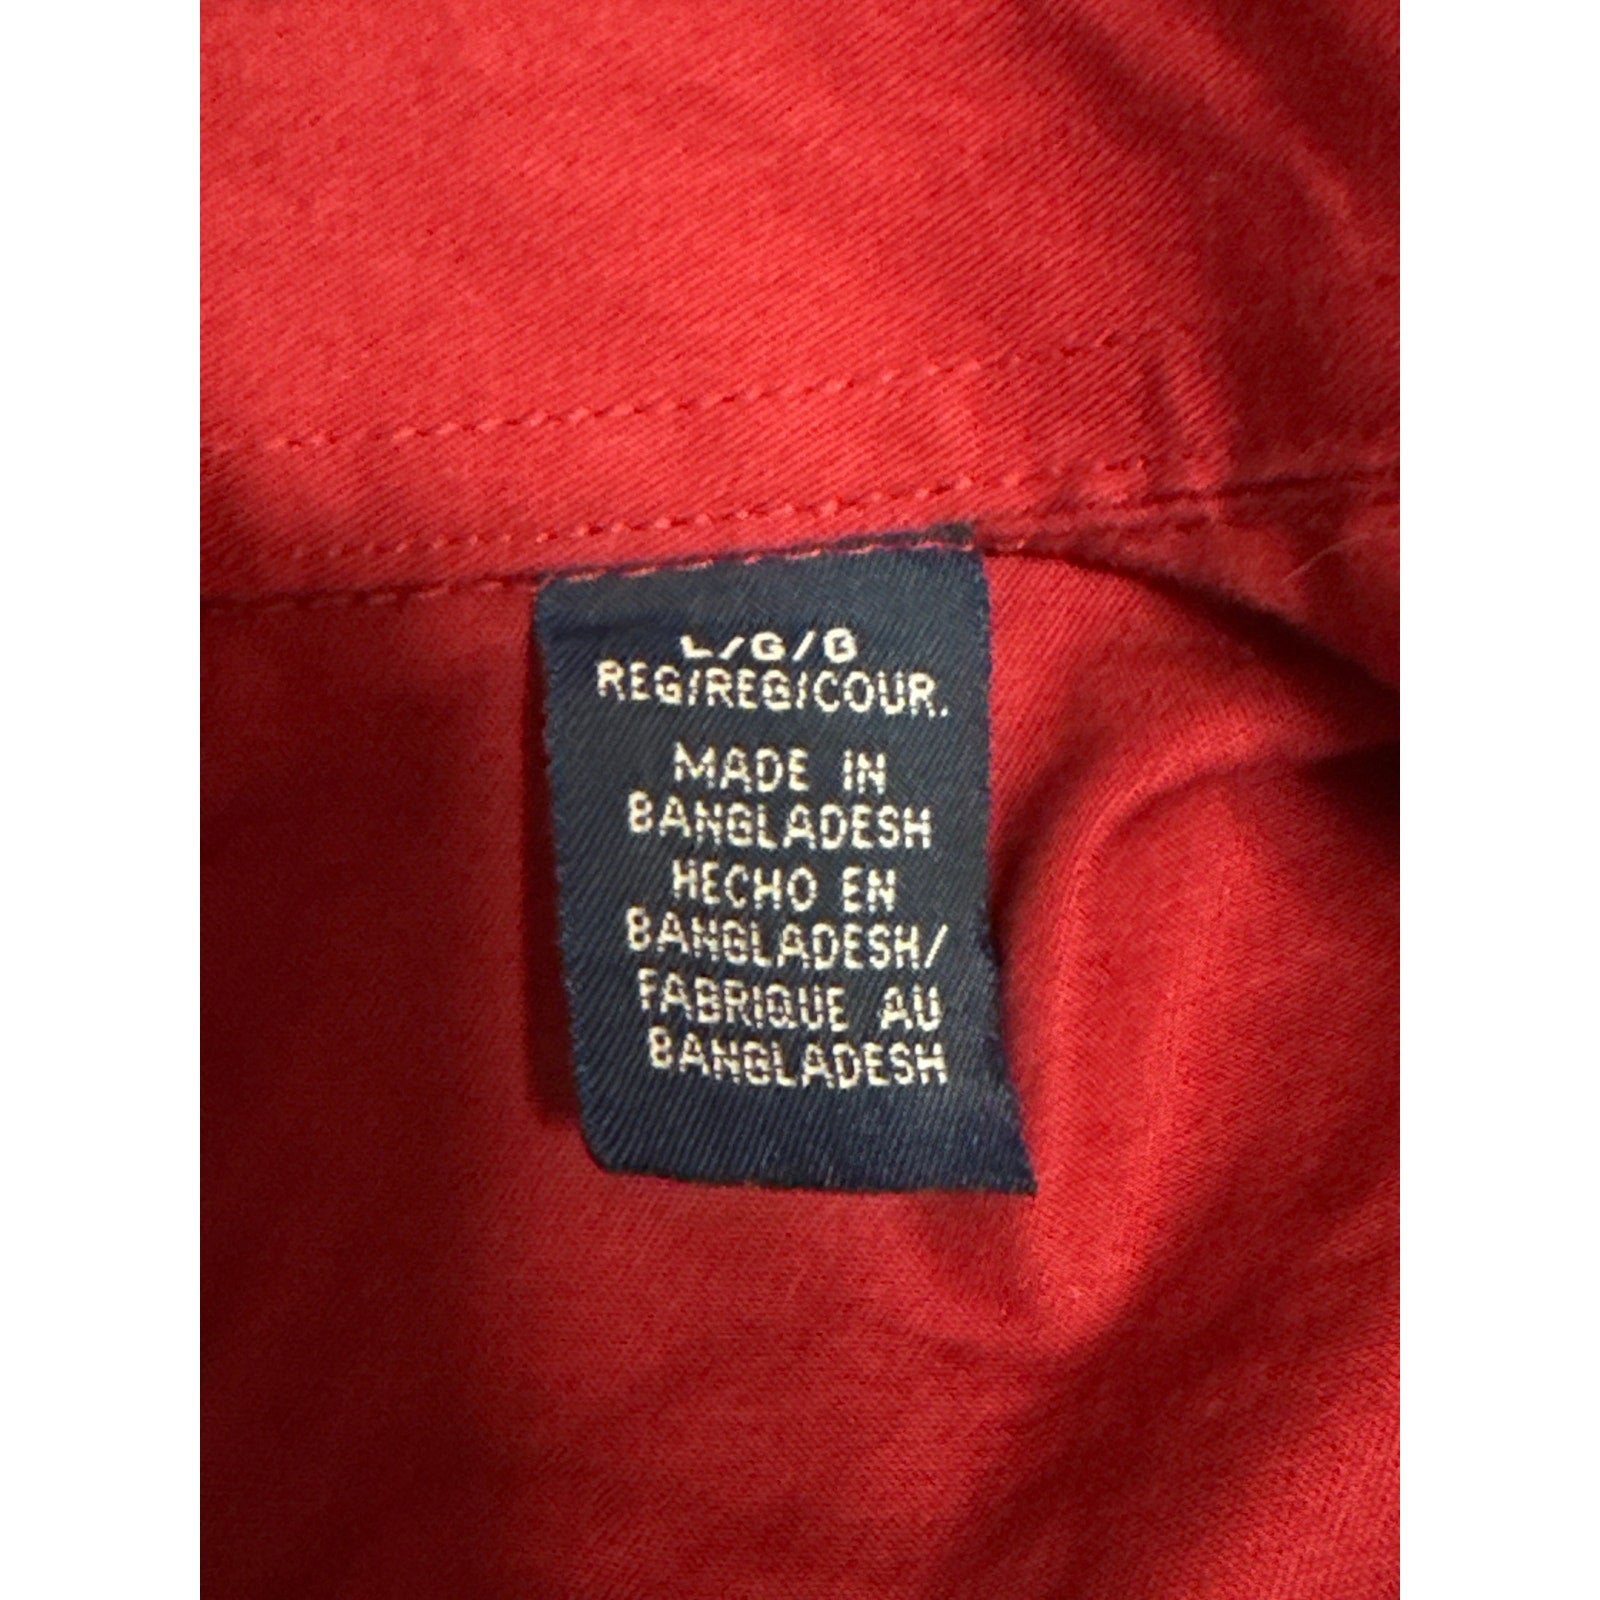 L/G/G
REG/REG/COUR.
MADE IN
BANGLADESH
HECHO EN
BANGLADESH/
FABRIQUE AU
BANGLADESH